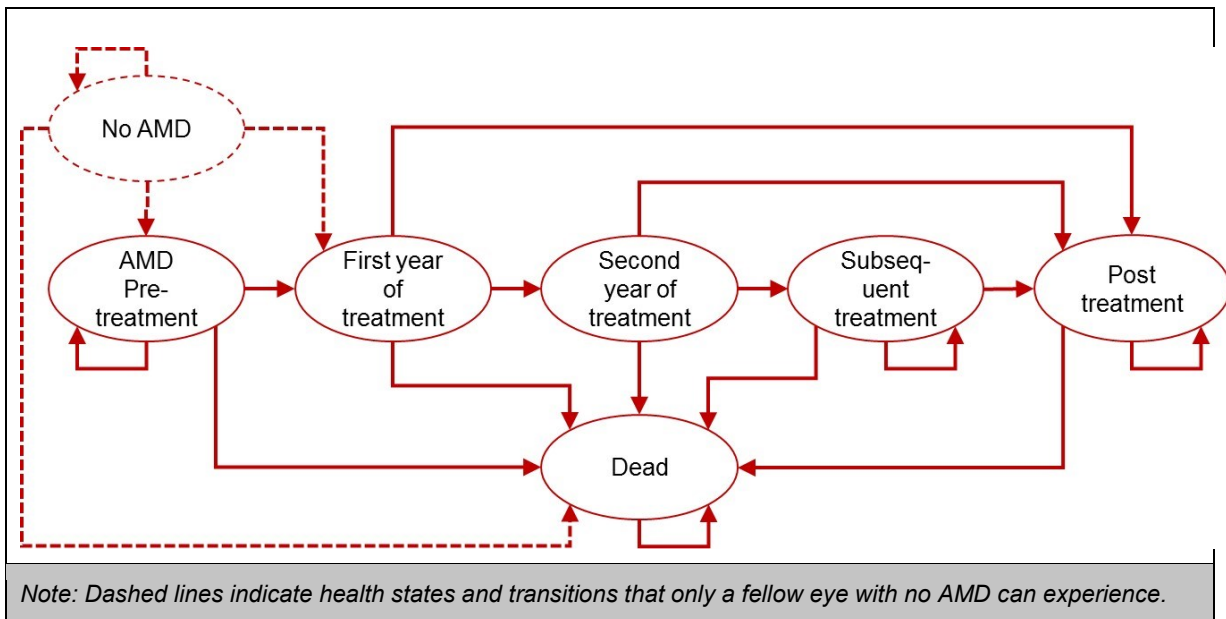 No AMD
AMD
Pre-
treatment
First year
of
treatment
Second
year of
treatment
Subseq-
uent
treatment
Post
treatment
Dead
Note: Dashed lines indicate health states and transitions that only a fellow eye with no AMD can experience.